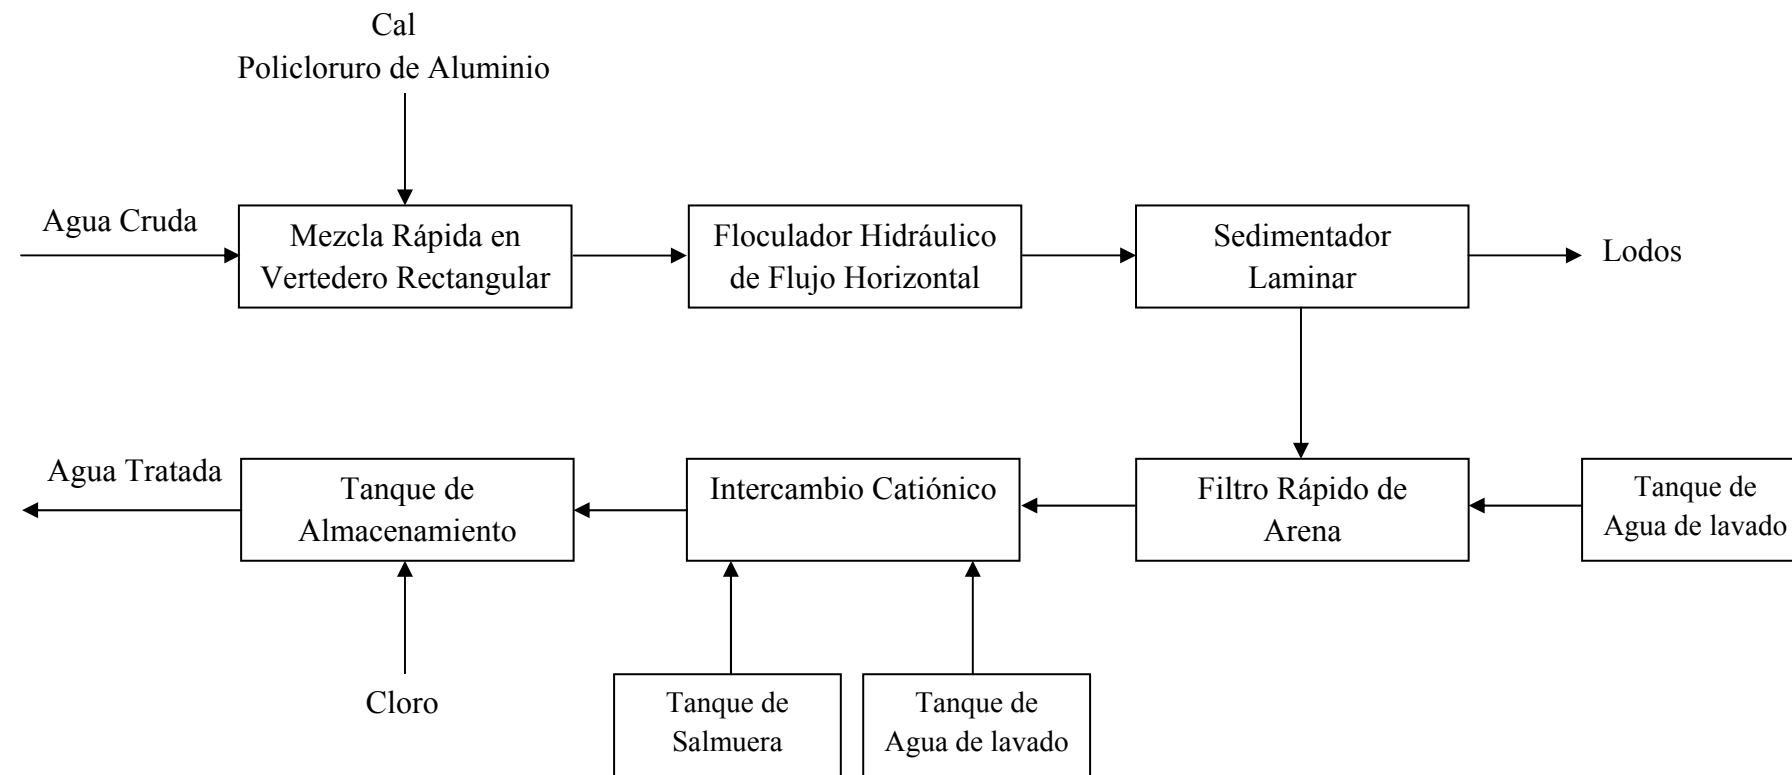 Cal
Policloruro de Aluminio
Agua Cruda
Mezcla Rápida en
Vertedero Rectangular
Floculador Hidráulico
de Flujo Horizontal
Sedimentador
Laminar
Lodos
Agua Tratada
Tanque de
Almacenamiento
Intercambio Catiónico
Filtro Rápido de
Arena
Tanque de
Agua de lavado
Cloro
Tanque de
Salmuera
Tanque de
Agua de lavado